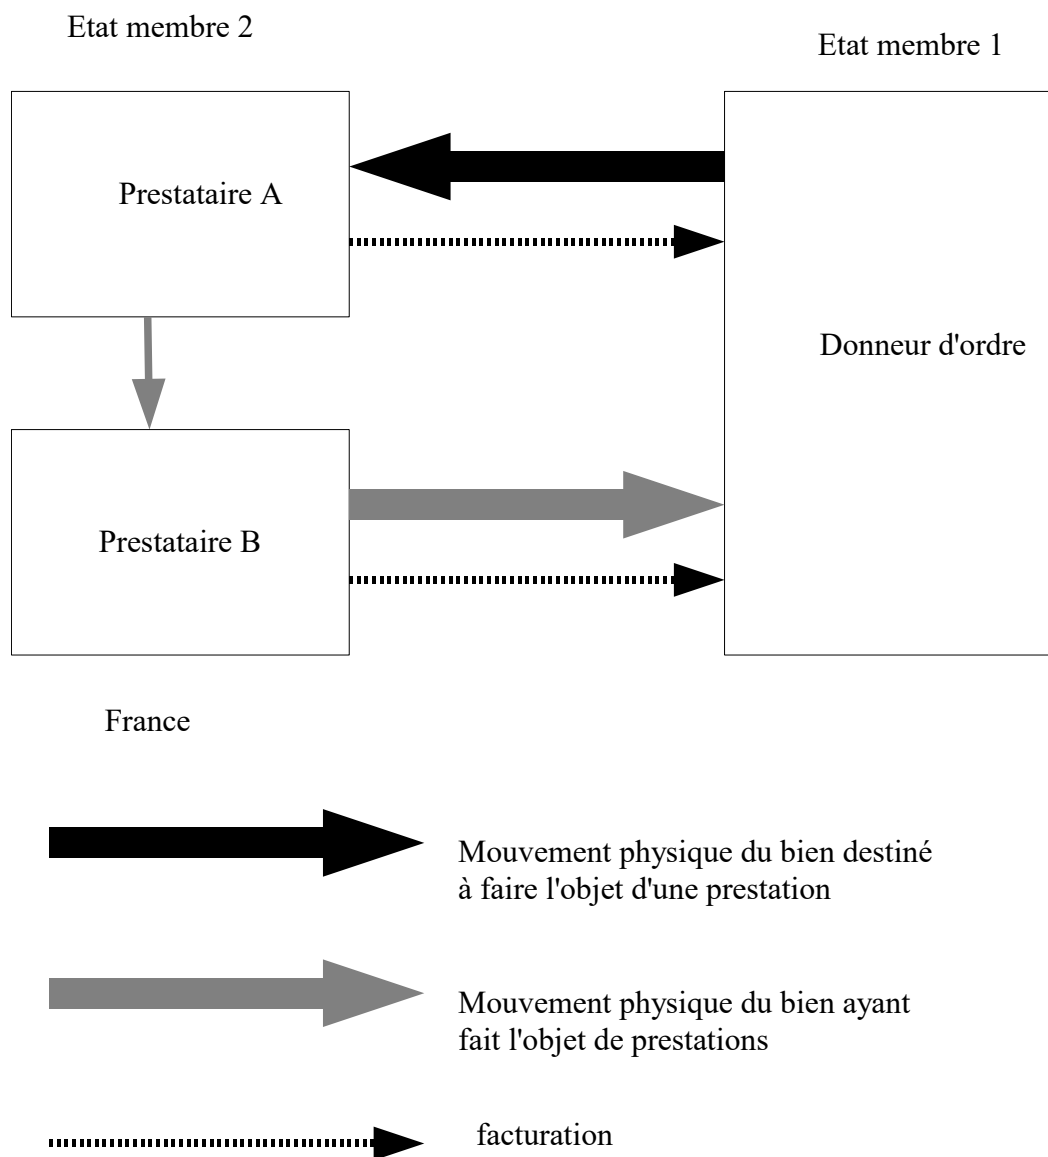 Etat membre 2
Etat membre 1
Prestataire A
Donneur d'ordre
Prestataire B
France
Mouvement physique du bien destiné
à faire l'objet d'une prestation
Mouvement physique du bien ayant
fait l'objet de prestations
facturation